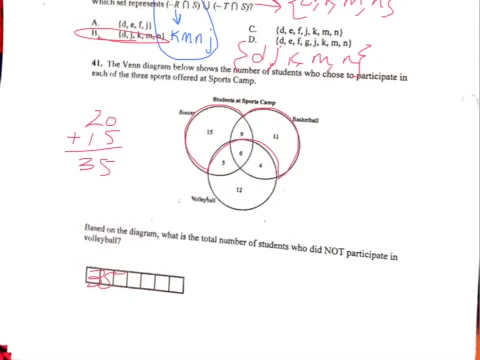 which set represents (~R ∩ S) ∪ (~T ∩ S)?
A. {d, e, f, j}
B. {d, j, k, m, n}
C. {d, e, f, j, k, m, n}
D. {d, e, f, g, j, k, m, n}
k m n j
{d, j, k, m, n}
41. The Venn diagram below shows the number of students who chose to participate in
each of the three sports offered at Sports Camp.
20
+15
35
Students at Sports Camp
Soccer
Basketball
15
9
11
6
5
4
12
Volleyball
Based on the diagram, what is the total number of students who did NOT participate in
volleyball?
35